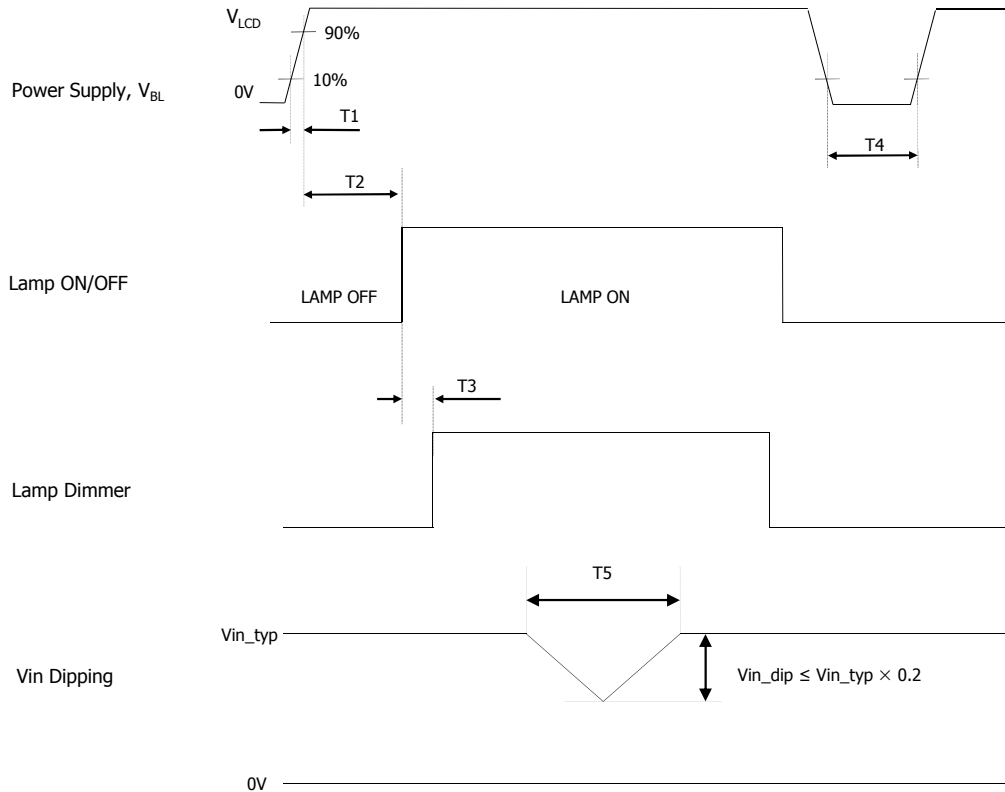 V_LCD
90%
Power Supply, V_BL
0V
10%
T1
T4
T2
Lamp ON/OFF
LAMP OFF
LAMP ON
T3
Lamp Dimmer
T5
Vin_typ
Vin Dipping
Vin_dip ≤ Vin_typ × 0.2
0V